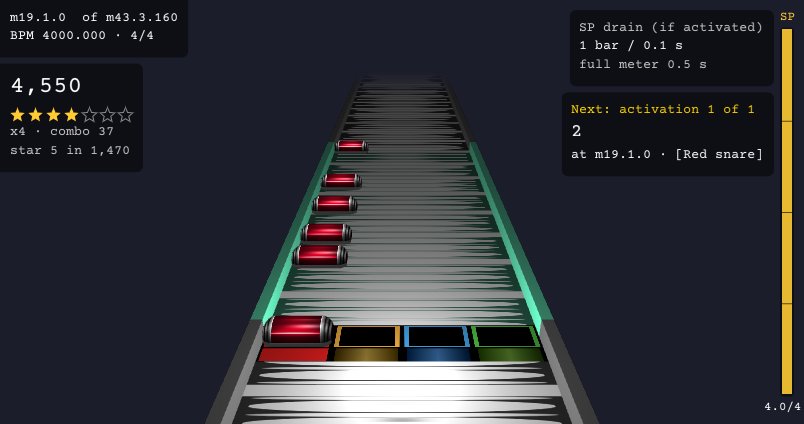 m19.1.0  of m43.3.160
BPM 4000.000 · 4/4
4,550
x4 · combo 37
star 5 in 1,470
SP drain (if activated)
1 bar / 0.1 s
full meter 0.5 s
Next: activation 1 of 1
2
at m19.1.0 · [Red snare]
SP
4.0/4